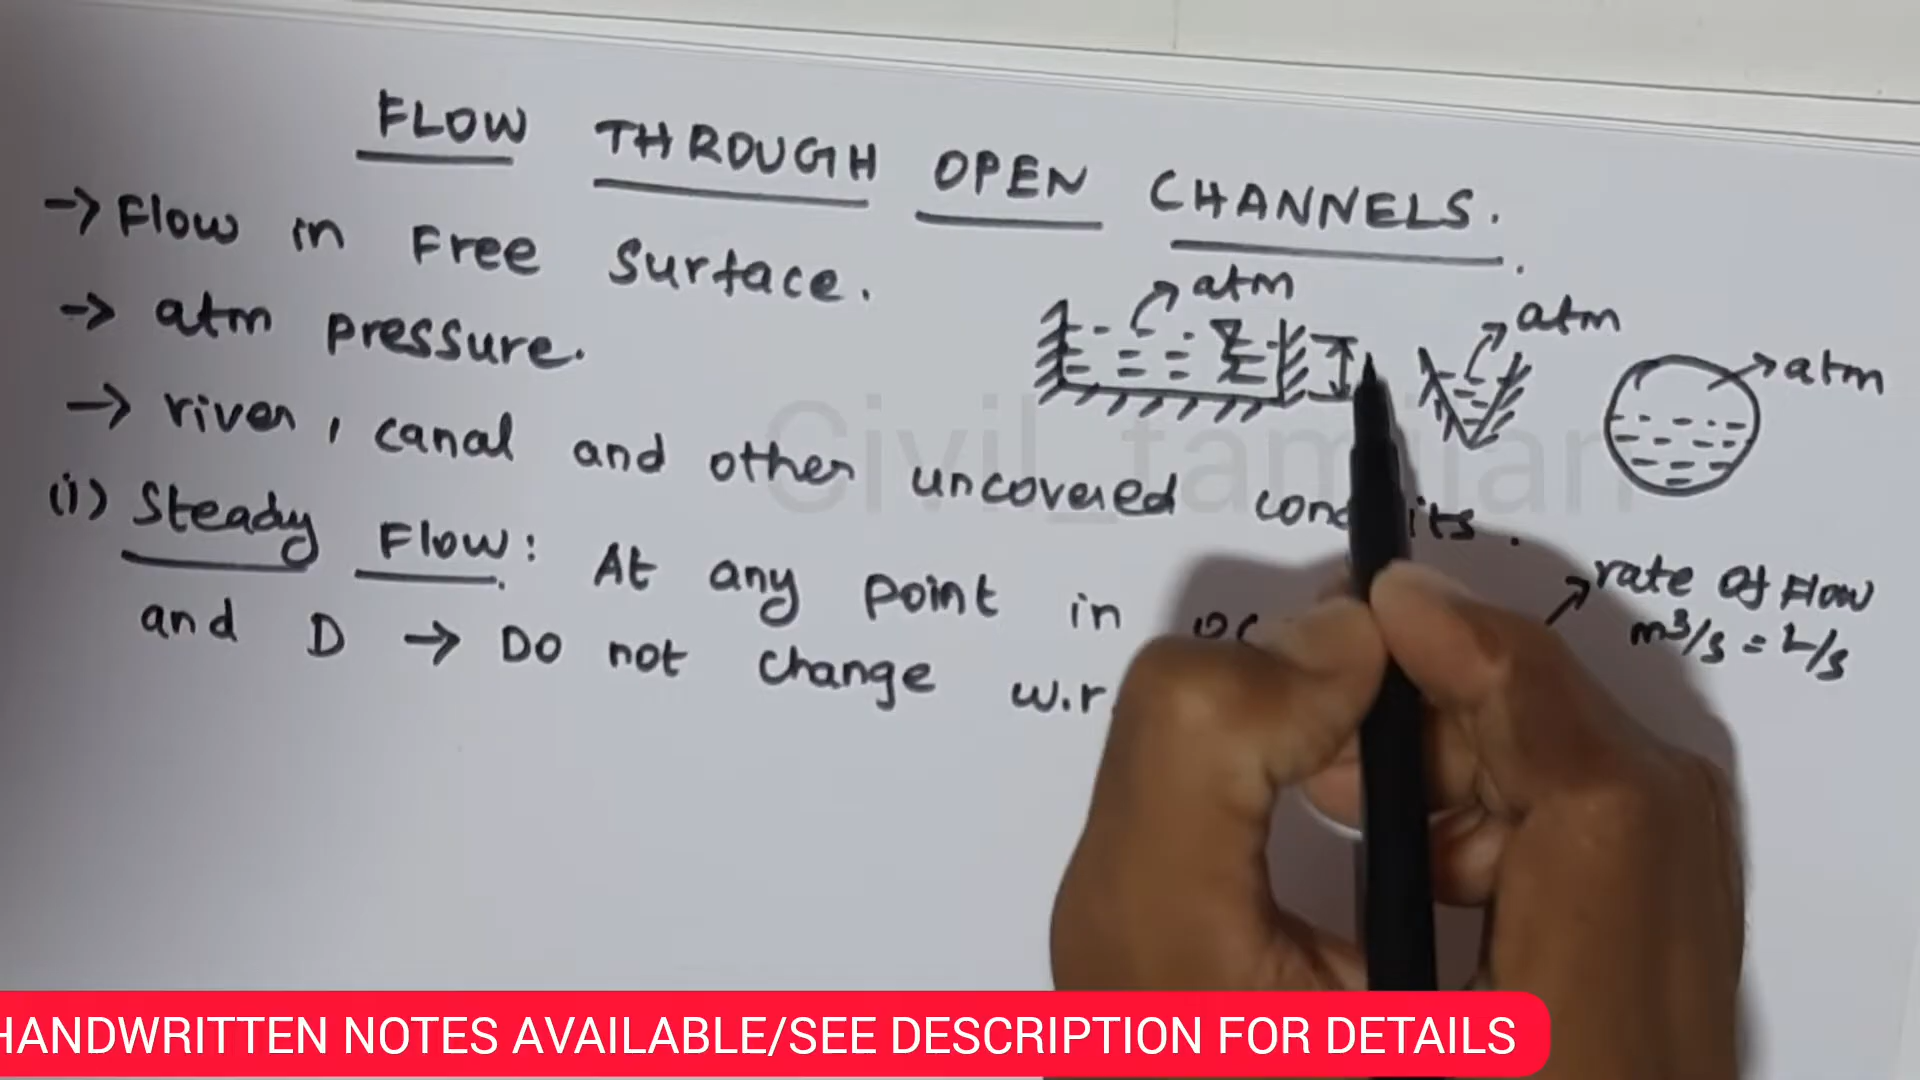 FLOW THROUGH OPEN CHANNELS.
→ Flow in Free Surface.
→ atm pressure.
→ river, canal and other uncovered
(i) Steady Flow: At any point in
and D → Do not change w.r.
atm
atm
atm
rate of Flow
m³/s = L/s
Civil_tamilan
HANDWRITTEN NOTES AVAILABLE/SEE DESCRIPTION FOR DETAILS